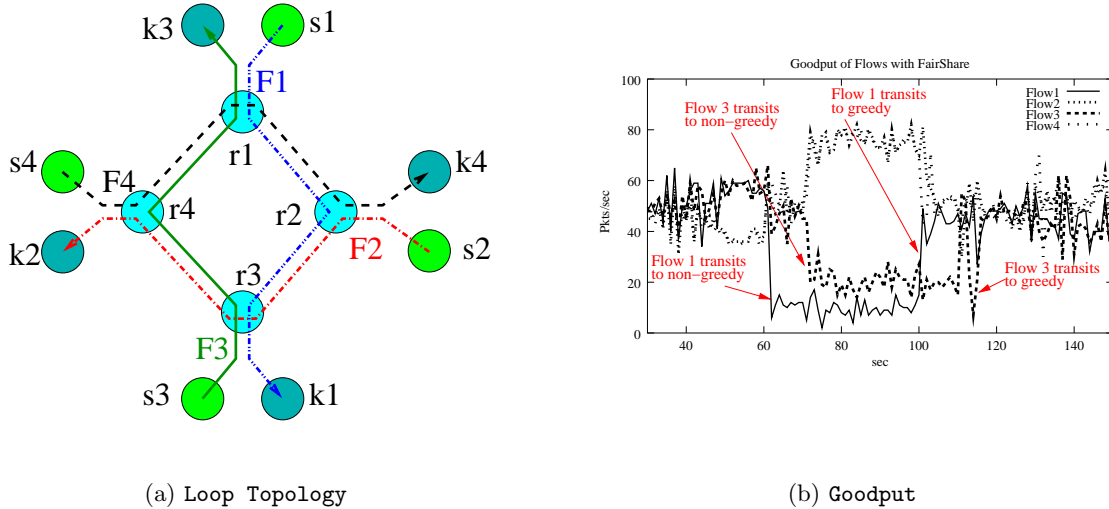 k3
s1
F1
r1
s4
F4
k4
r4
r2
k2
F2
s2
r3
F3
s3
k1
(a) Loop Topology
Goodput of Flows with FairShare
100
80
60
40
20
0
Pkts/sec
40
60
80
100
120
140
sec
Flow1
Flow2
Flow3
Flow4
Flow 3 transits
to non-greedy
Flow 1 transits
to greedy
Flow 1 transits
to non-greedy
Flow 3 transits
to greedy
(b) Goodput